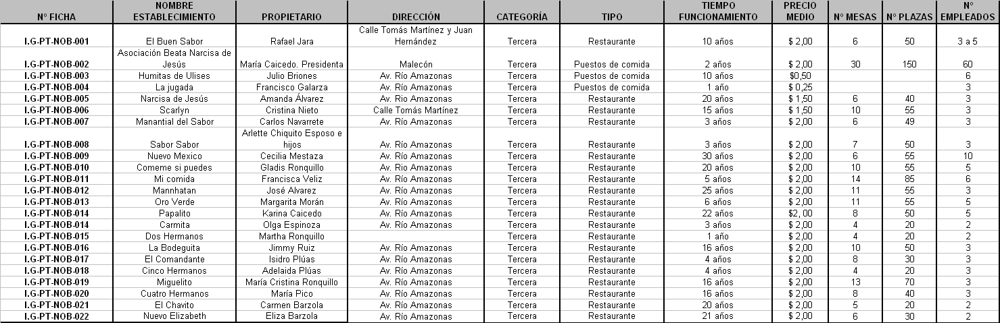 Nº FICHA NOMBRE ESTABLECIMIENTO PROPIETARIO DIRECCIÓN CATEGORÍA TIPO TIEMPO FUNCIONAMIENTO PRECIO MEDIO Nº MESAS Nº PLAZAS Nº EMPLEADOS
I.G-PT-NOB-001 El Buen Sabor Rafael Jara Calle Tomás Martínez y Juan Hernández Tercera Restaurante 10 años $ 2,00 6 50 3 a 5
I.G-PT-NOB-002 Asociación Beata Narcisa de Jesús María Caicedo. Presidenta Malecón Tercera Puestos de comida 2 años $ 2,00 30 150 60
I.G-PT-NOB-003 Humitas de Ulises Julio Briones Av. Río Amazonas Tercera Puestos de comida 10 años $0,50 6
I.G-PT-NOB-004 La jugada Francisco Galarza Av. Río Amazonas Tercera Puestos de comida 1 año $ 0,25 3
I.G-PT-NOB-005 Narcisa de Jesús Amanda Álvarez Av. Río Amazonas Tercera Restaurante 20 años $ 1,50 6 40 3
I.G-PT-NOB-006 Scarlyn Cristina Nieto Calle Tomás Martínez Tercera Restaurante 15 años $ 1,50 10 55 3
I.G-PT-NOB-007 Manantial del Sabor Carlos Navarrete Av. Río Amazonas Tercera Restaurante 3 años $ 2,00 6 49 3
I.G-PT-NOB-008 Sabor Sabor Arlette Chiquito Esposo e hijos Av. Río Amazonas Tercera Restaurante 3 años $ 2,00 7 50 3
I.G-PT-NOB-009 Nuevo Mexico Cecilia Mestaza Av. Río Amazonas Tercera Restaurante 30 años $ 2,00 6 55 10
I.G-PT-NOB-010 Comeme si puedes Gladis Ronquillo Av. Río Amazonas Tercera Restaurante 20 años $ 2,00 10 55 5
I.G-PT-NOB-011 Mi comida Francisca Veliz Av. Río Amazonas Tercera Restaurante 5 años $ 2,00 14 85 6
I.G-PT-NOB-012 Mannhatan José Alvarez Av. Río Amazonas Tercera Restaurante 25 años $ 2,00 11 55 3
I.G-PT-NOB-013 Oro Verde Margarita Morán Av. Río Amazonas Tercera Restaurante 6 años $ 2,00 11 55 5
I.G-PT-NOB-014 Papalito Karina Caicedo Av. Río Amazonas Tercera Restaurante 22 años $2, 00 8 50 5
I.G-PT-NOB-014 Carmita Olga Espinoza Av. Río Amazonas Tercera Restaurante 3 años $ 2,00 4 20 2
I.G-PT-NOB-015 Dos Hermanos Martha Ronquillo Tercera Restaurante 1 año $ 2,00 4 20 2
I.G-PT-NOB-016 La Bodeguita Jimmy Ruiz Av. Río Amazonas Tercera Restaurante 16 años $ 2,00 10 50 3
I.G-PT-NOB-017 El Comandante Isidro Plúas Av. Río Amazonas Tercera Restaurante 4 años $ 2,00 8 30 3
I.G-PT-NOB-018 Cinco Hermanos Adelaida Plúas Av. Río Amazonas Tercera Restaurante 4 años $ 2,00 4 20 3
I.G-PT-NOB-019 Miguelito María Cristina Ronquillo Av. Río Amazonas Tercera Restaurante 16 años $ 2,00 13 70 3
I.G-PT-NOB-020 Cuatro Hermanos María Pico Av. Río Amazonas Tercera Restaurante 16 años $ 2,00 8 40 3
I.G-PT-NOB-021 El Chavito Carmen Barzola Av. Río Amazonas Tercera Restaurante 20 años $ 2,00 5 20 2
I.G-PT-NOB-022 Nuevo Elizabeth Eliza Barzola Av. Río Amazonas Tercera Restaurante 21 años $ 2,00 6 30 2